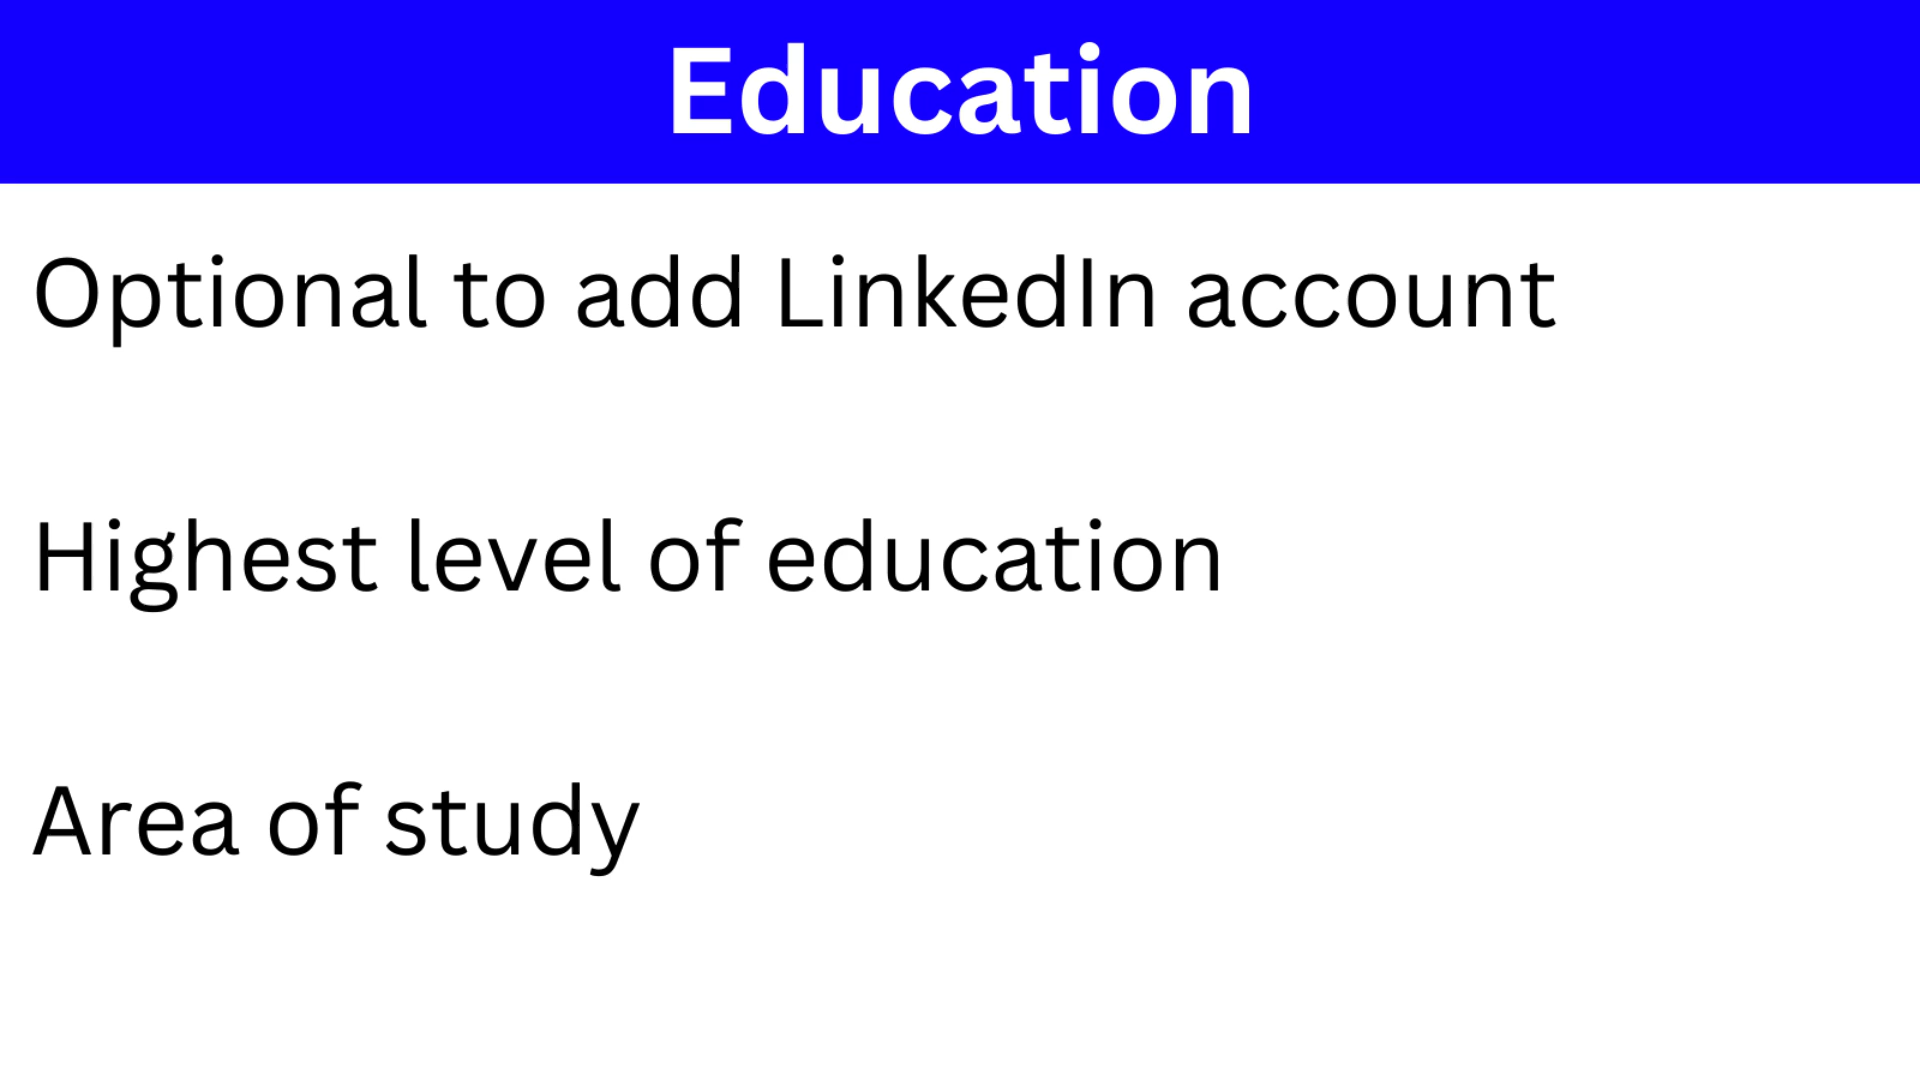 Education
Optional to add LinkedIn account
Highest level of education
Area of study